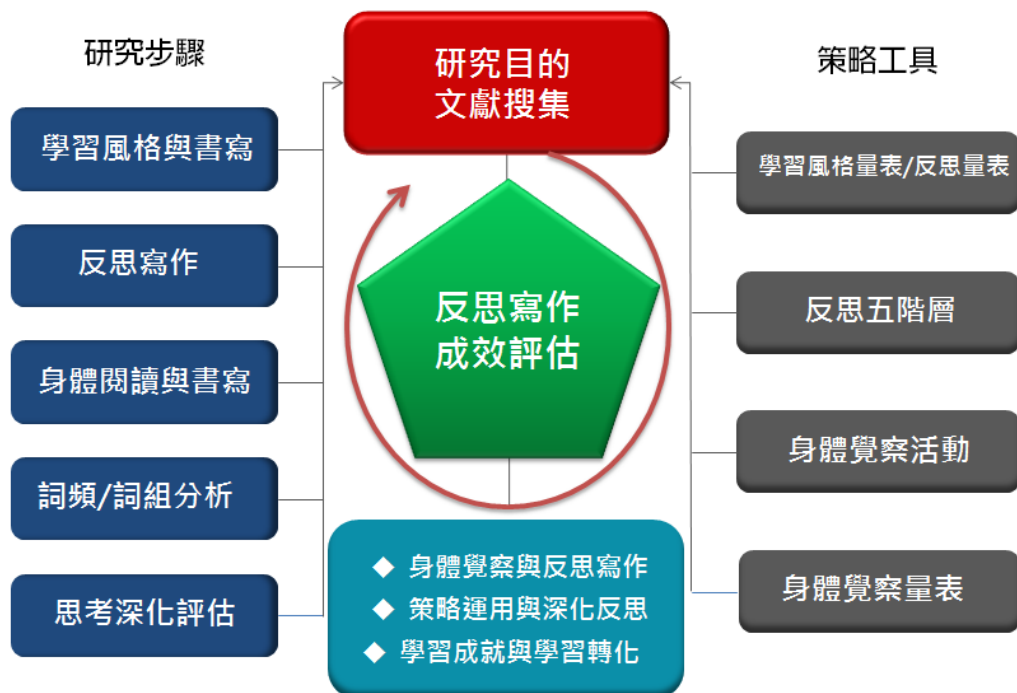 研究步驟
學習風格與書寫
反思寫作
身體閱讀與書寫
詞頻/詞組分析
思考深化評估
研究目的
文獻搜集
反思寫作
成效評估
◆ 身體覺察與反思寫作
◆ 策略運用與深化反思
◆ 學習成就與學習轉化
策略工具
學習風格量表/反思量表
反思五階層
身體覺察活動
身體覺察量表